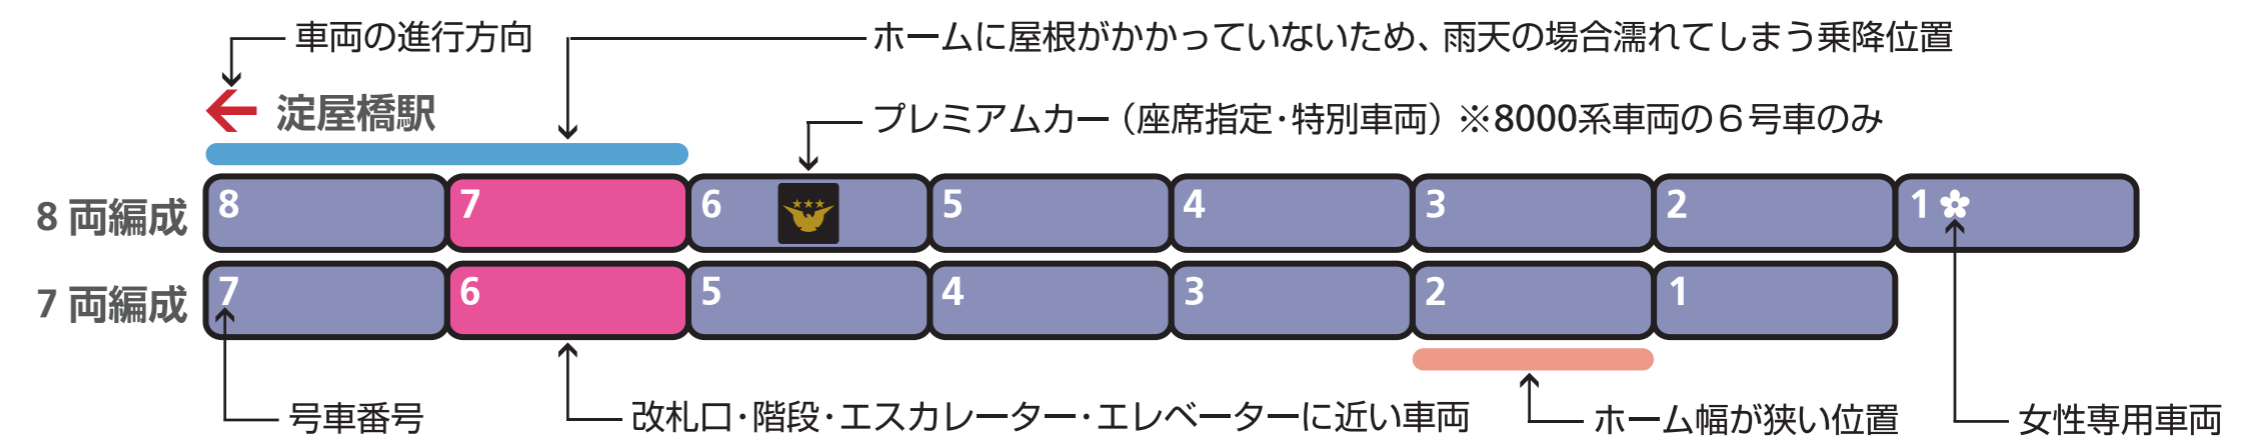 車両の進行方向
ホームに屋根がかかっていないため、雨天の場合濡れてしまう乗降位置
淀屋橋駅
プレミアムカー（座席指定･特別車両）※8000系車両の６号車のみ
8 両編成 8 7 6 5 4 3 2 1
7 両編成 7 6 5 4 3 2 1
号車番号
改札口･階段･エスカレーター･エレベーターに近い車両
ホーム幅が狭い位置
女性専用車両